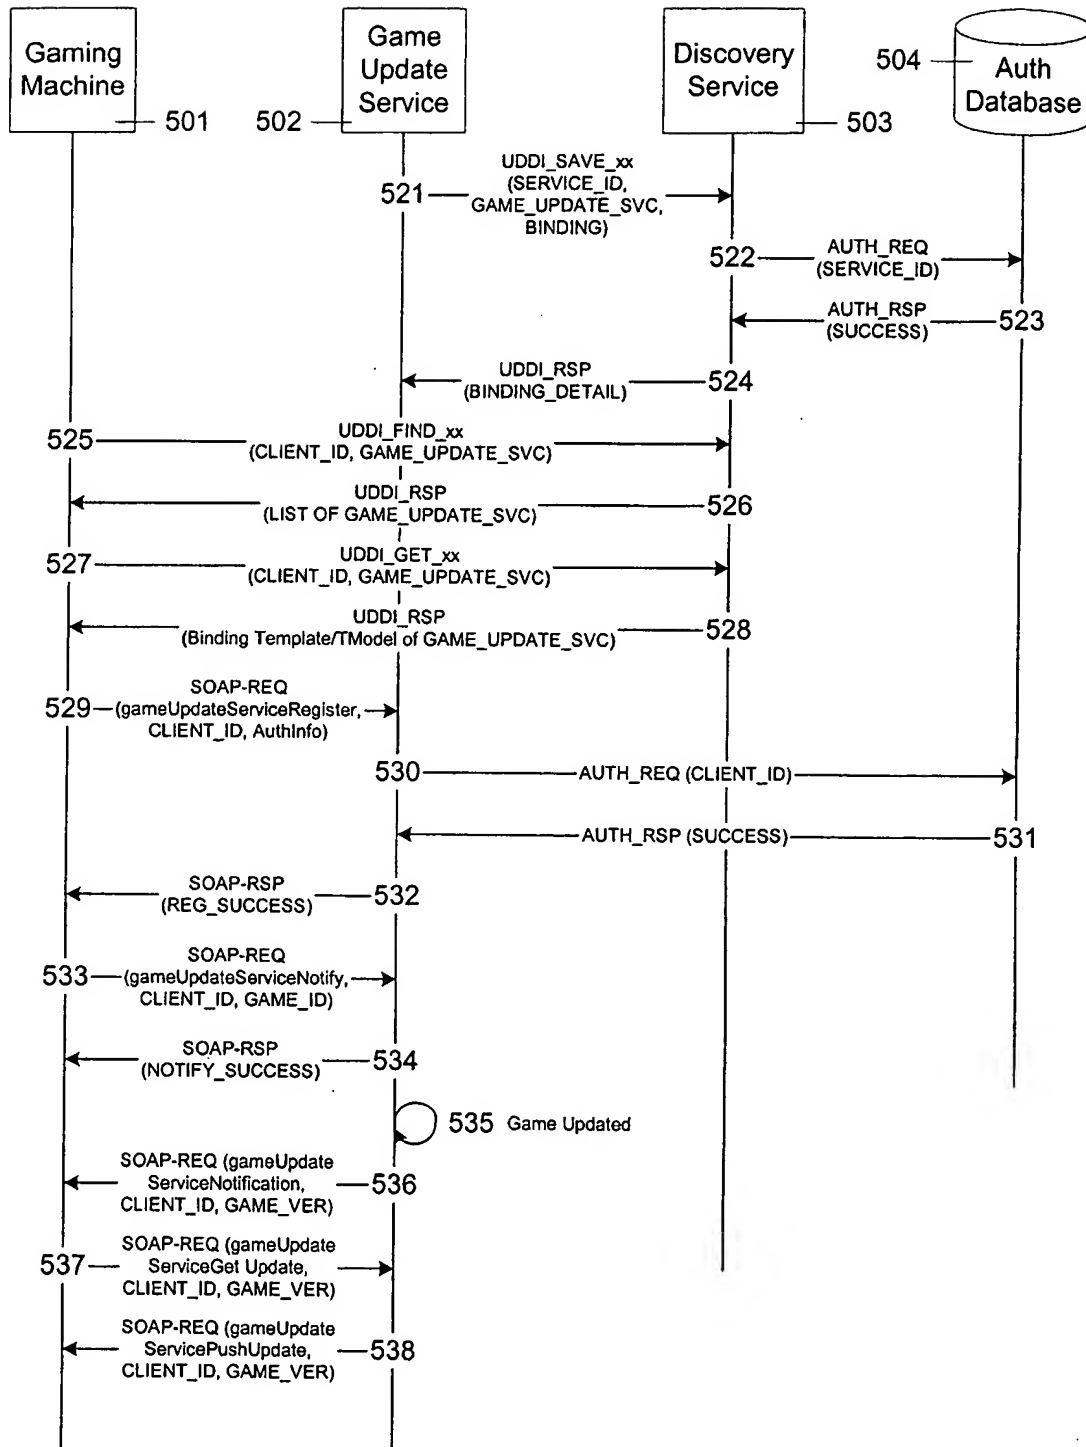 Gaming
Machine
501
Game
Update
Service
502
Discovery
Service
503
504
Auth
Database
521
UDDI_SAVE_xx
(SERVICE_ID,
GAME_UPDATE_SVC,
BINDING)
522
AUTH_REQ
(SERVICE_ID)
AUTH_RSP
(SUCCESS)
523
UDDI_RSP
(BINDING_DETAIL)
524
525
UDDI_FIND_xx
(CLIENT_ID, GAME_UPDATE_SVC)
UDDI_RSP
(LIST OF GAME_UPDATE_SVC)
526
527
UDDI_GET_xx
(CLIENT_ID, GAME_UPDATE_SVC)
UDDI_RSP
(Binding Template/TModel of GAME_UPDATE_SVC)
528
529
SOAP-REQ
(gameUpdateServiceRegister,
CLIENT_ID, AuthInfo)
530
AUTH_REQ (CLIENT_ID)
AUTH_RSP (SUCCESS)
531
SOAP-RSP
(REG_SUCCESS)
532
533
SOAP-REQ
(gameUpdateServiceNotify,
CLIENT_ID, GAME_ID)
SOAP-RSP
(NOTIFY_SUCCESS)
534
535 Game Updated
SOAP-REQ (gameUpdate
ServiceNotification,
CLIENT_ID, GAME_VER)
536
537
SOAP-REQ (gameUpdate
ServiceGet Update,
CLIENT_ID, GAME_VER)
SOAP-REQ (gameUpdate
ServicePushUpdate,
CLIENT_ID, GAME_VER)
538